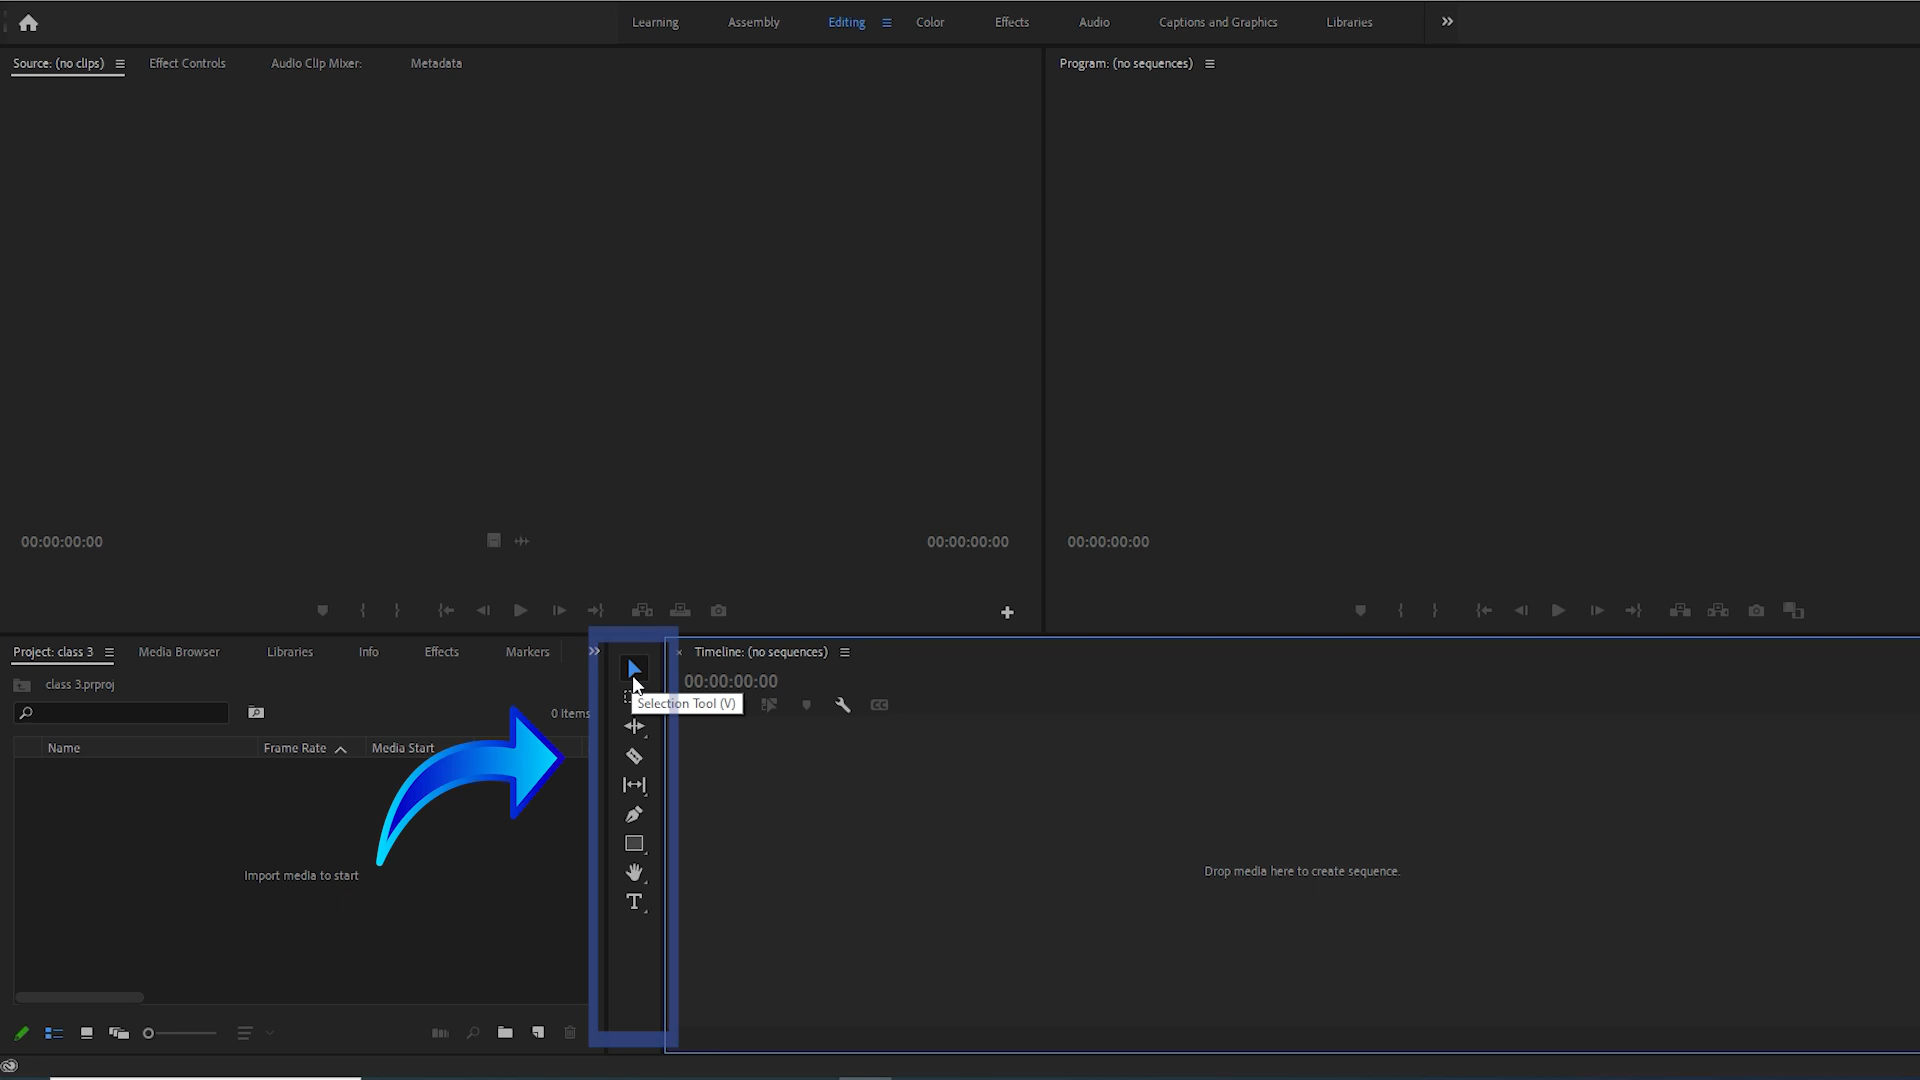 Learning Assembly Editing Color Effects Audio Captions and Graphics Libraries
Source: (no clips) Effect Controls Audio Clip Mixer: Metadata
Program: (no sequences)
00:00:00:00 00:00:00:00
00:00:00:00
Project: class 3 Media Browser Libraries Info Effects Markers
class 3.prproj
0 Items
Name Frame Rate Media Start
Import media to start
Selection Tool (V)
T
Timeline: (no sequences)
00:00:00:00
CC
Drop media here to create sequence.